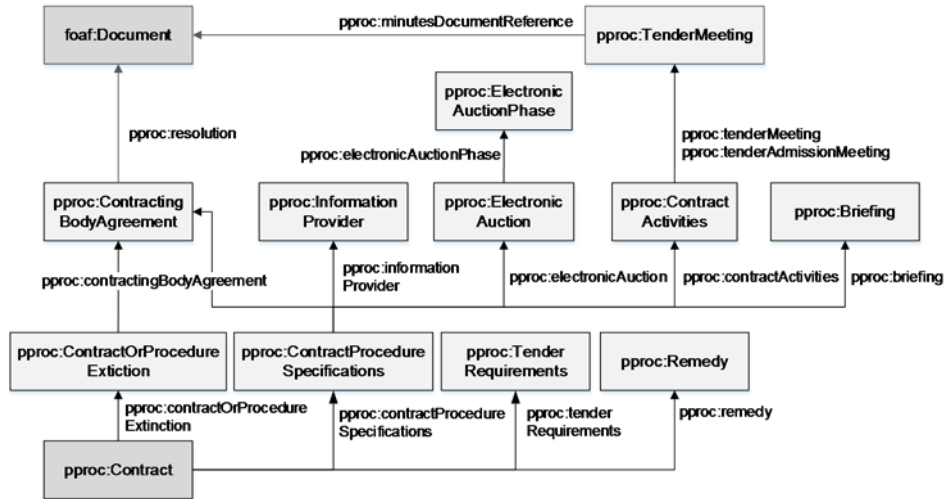 foaf:Document
pproc:minutesDocumentReference
pproc:TenderMeeting
pproc:Electronic
AuctionPhase
pproc:resolution
pproc:electronicAuctionPhase
pproc:tenderMeeting
pproc:tenderAdmissionMeeting
pproc:Contracting
BodyAgreement
pproc:Information
Provider
pproc:Electronic
Auction
pproc:Contract
Activities
pproc:Briefing
pproc:contractingBodyAgreement
pproc:information
Provider
pproc:electronicAuction
pproc:contractActivities
pproc:briefing
pproc:ContractOrProcedure
Extiction
pproc:ContractProcedure
Specifications
pproc:Tender
Requirements
pproc:Remedy
pproc:contractOrProcedure
Extinction
pproc:contractProcedure
Specifications
pproc:tender
Requirements
pproc:remedy
pproc:Contract